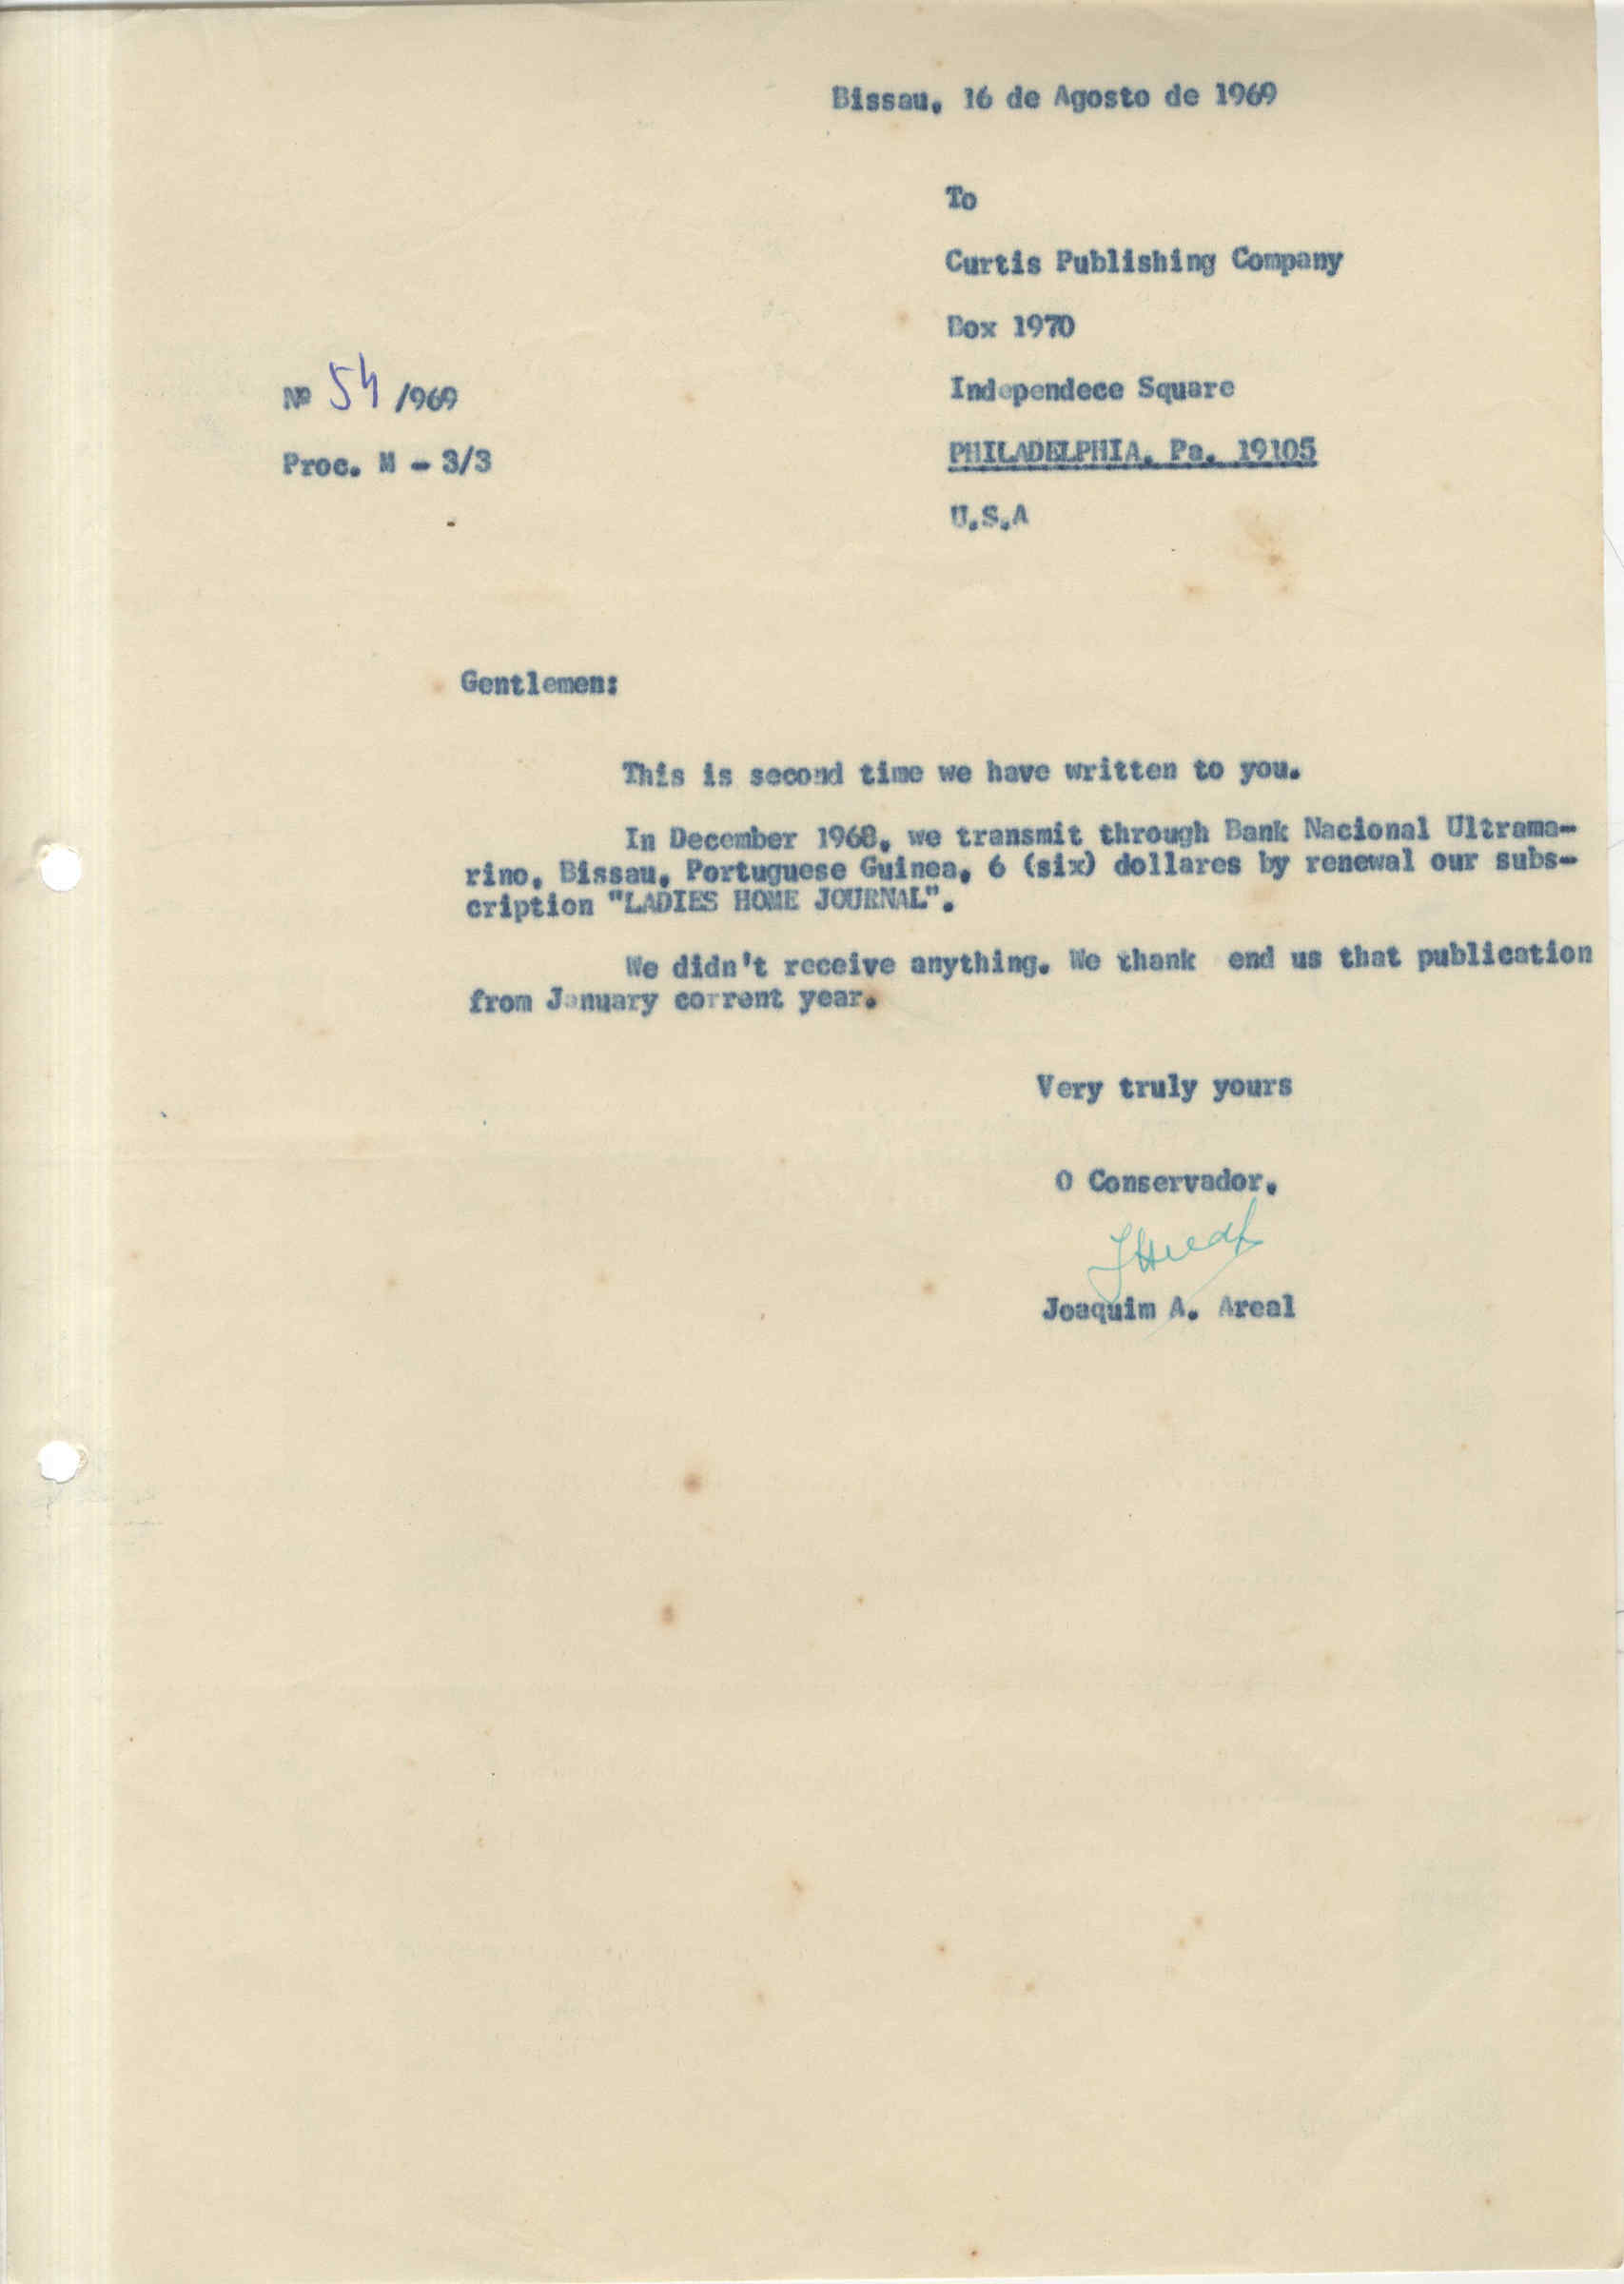 Bissau, 16 de Agosto de 1969
To
Curtis Publishing Company
Box 1970
Independece Square
PHILADELPHIA, Pa. 19105
U.S.A
Nº 54 /969
Proc. M - 3/3
Gentlemen:
This is second time we have written to you.
In December 1968, we transmit through Bank Nacional Ultrama-
rino, Bissau, Portuguese Guinea, 6 (six) dollares by renewal our subs-
cription "LADIES HOME JOURNAL".
We didn't receive anything. We thank end us that publication
from January corrent year.
Very truly yours
O Conservador,
Joaquim A. Areal